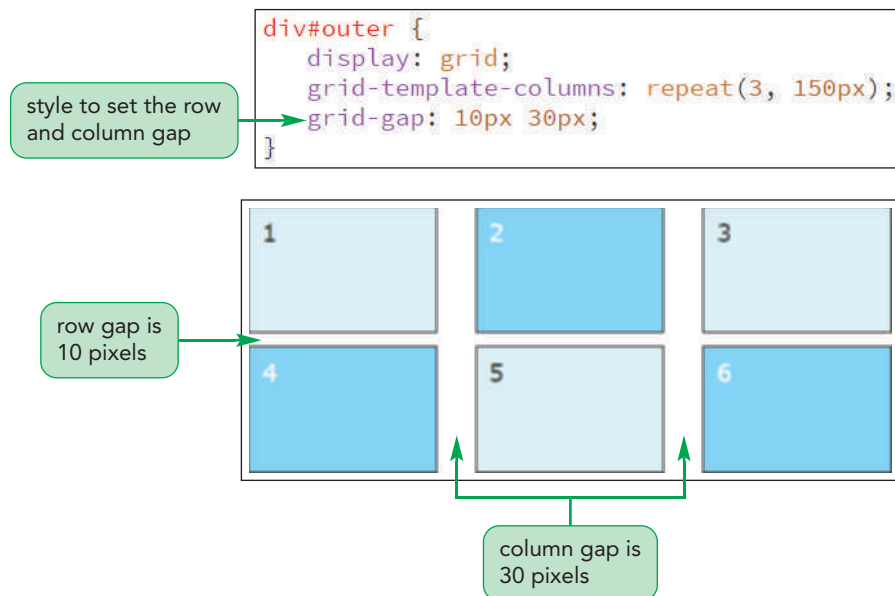 div#outer {
display: grid;
grid-template-columns: repeat(3, 150px);
grid-gap: 10px 30px;
}
style to set the row
and column gap
1
2
3
row gap is
10 pixels
4
5
6
column gap is
30 pixels